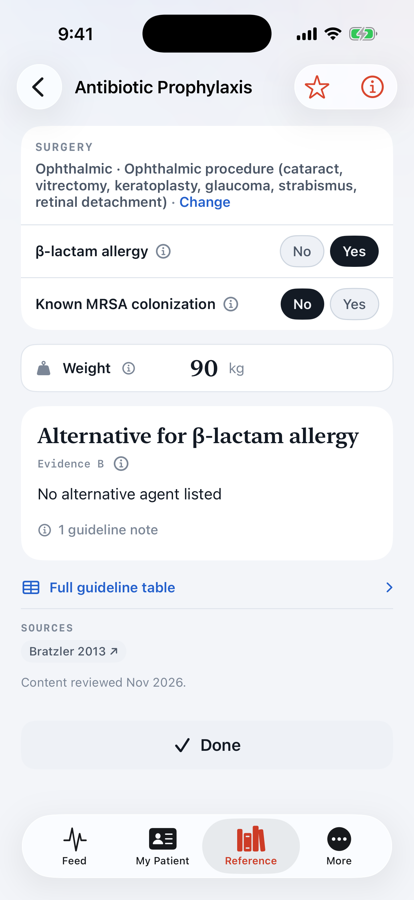 9:41
Antibiotic Prophylaxis
SURGERY
Ophthalmic · Ophthalmic procedure (cataract,
vitrectomy, keratoplasty, glaucoma, strabismus,
retinal detachment) · Change
β-lactam allergy No Yes
Known MRSA colonization No Yes
Weight 90 kg
Alternative for β-lactam allergy
Evidence B
No alternative agent listed
1 guideline note
Full guideline table
SOURCES
Bratzler 2013 ↗
Content reviewed Nov 2026.
Done
Feed My Patient Reference More